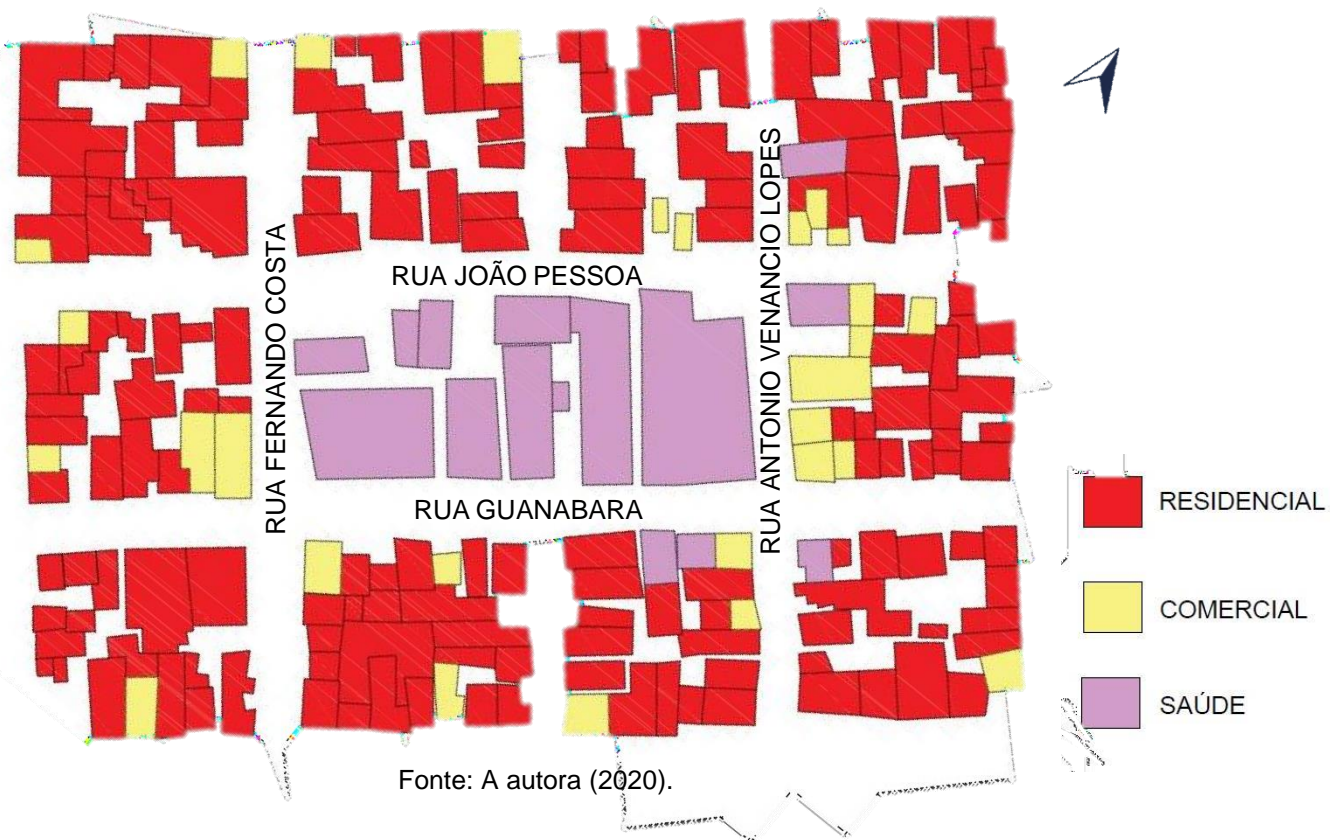 RUA JOÃO PESSOA
RUA FERNANDO COSTA
RUA ANTONIO VENANCIO LOPES
RUA GUANABARA
RESIDENCIAL
COMERCIAL
SAÚDE
Fonte: A autora (2020).